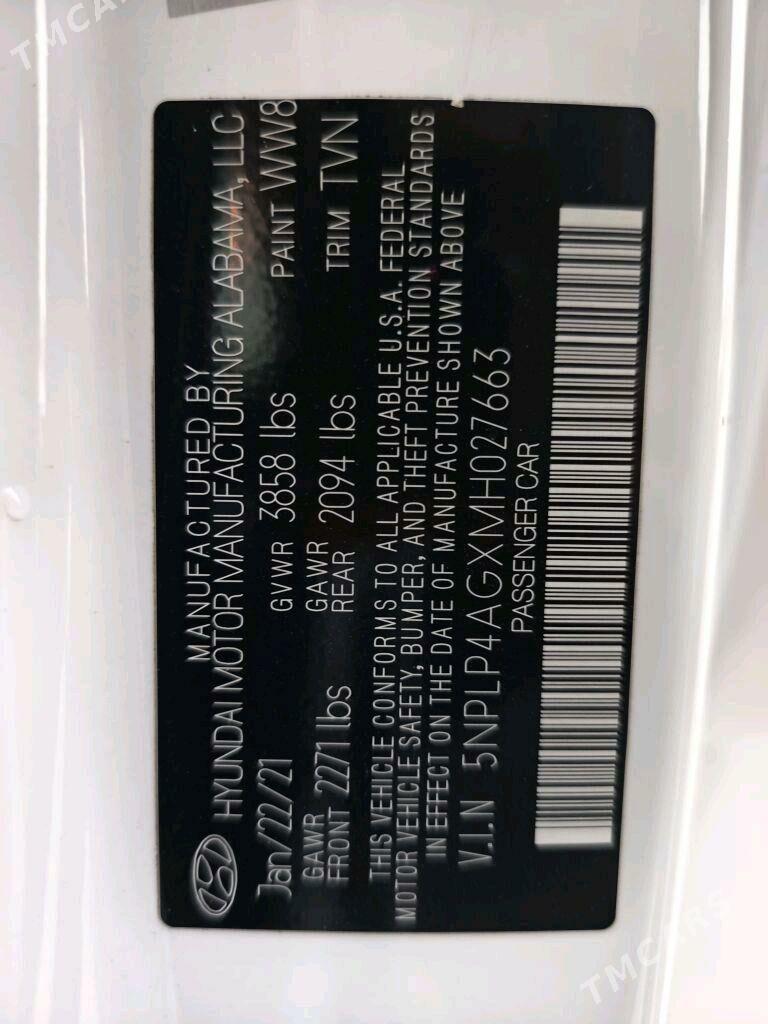 MANUFACTURED BY
HYUNDAI MOTOR MANUFACTURING ALABAMA, LLC
Jan/22/21 GVWR 3858 lbs PAINT WW8
GAWR FRONT 2271 lbs GAWR REAR 2094 lbs TRIM TVN
THIS VEHICLE CONFORMS TO ALL APPLICABLE U.S.A. FEDERAL
MOTOR VEHICLE SAFETY, BUMPER, AND THEFT PREVENTION STANDARDS
IN EFFECT ON THE DATE OF MANUFACTURE SHOWN ABOVE
V.I.N 5NPLP4AGXMH027663
PASSENGER CAR
TMCARS
TMCARS